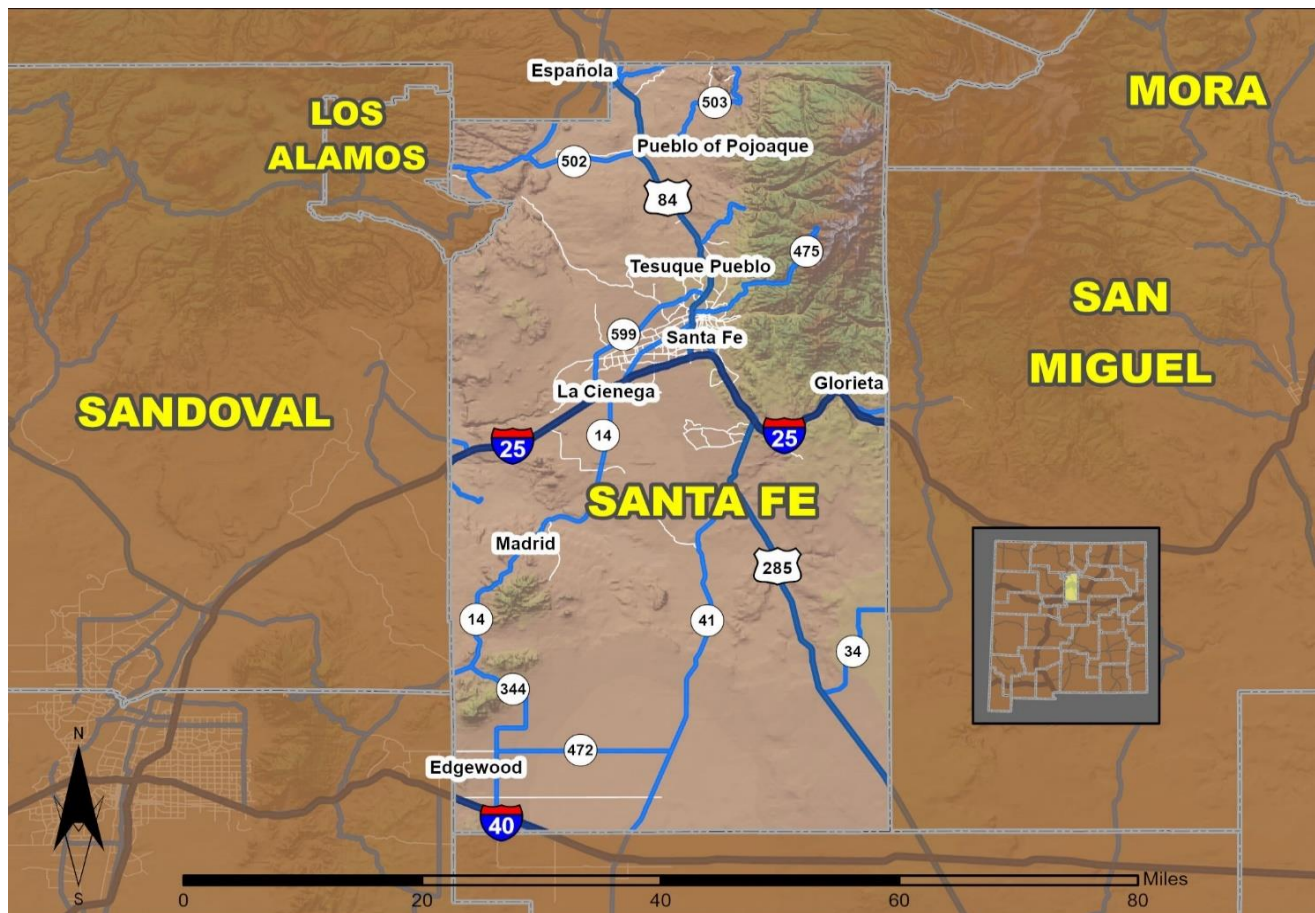 Española
MORA
LOS
ALAMOS
503
Pueblo of Pojoaque
502
84
475
Tesuque Pueblo
SAN
MIGUEL
599
Santa Fe
La Cienega
Glorieta
SANDOVAL
25
14
25
SANTA FE
Madrid
285
14
41
34
344
N
472
Edgewood
40
S
Miles
0
20
40
60
80